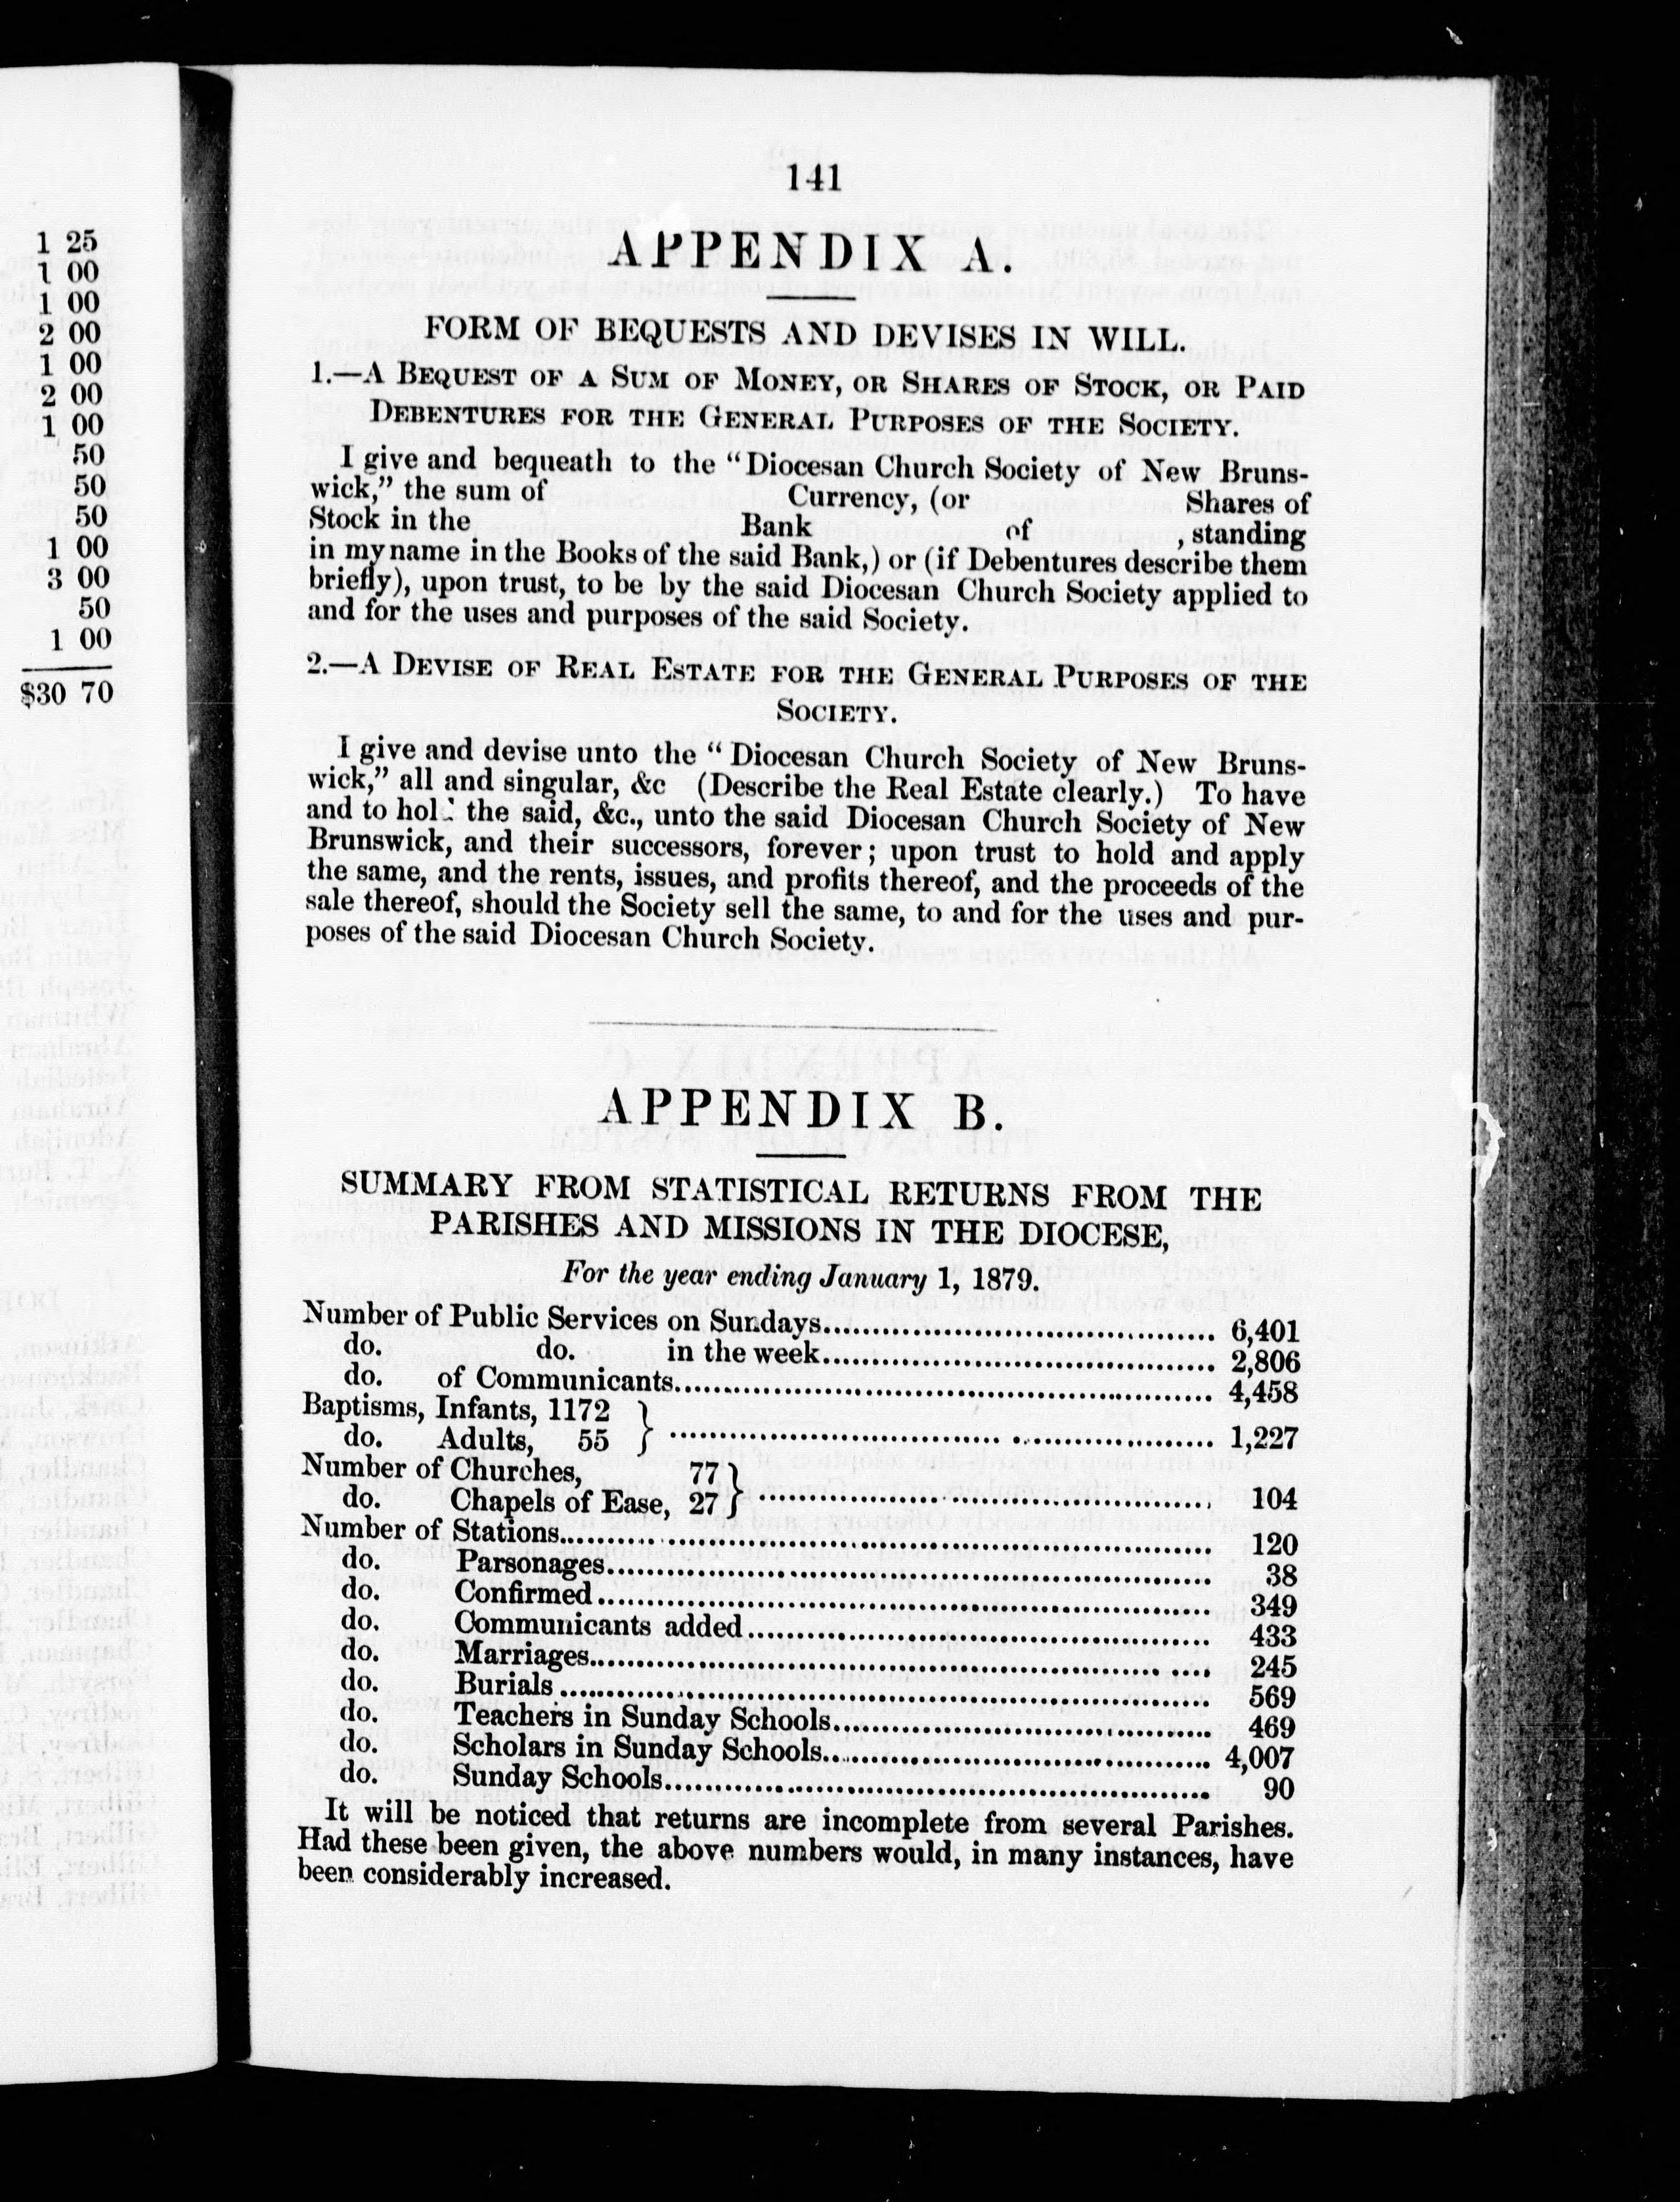 1 25
1 00
1 00
2 00
1 00
2 00
1 00
50
50
50
1 00
3 00
50
1 00
$30 70
141
APPENDIX A.
FORM OF BEQUESTS AND DEVISES IN WILL.
1.—A BEQUEST OF A SUM OF MONEY, OR SHARES OF STOCK, OR PAID
DEBENTURES FOR THE GENERAL PURPOSES OF THE SOCIETY.
I give and bequeath to the "Diocesan Church Society of New Bruns-
wick," the sum of Currency, (or Shares of
Stock in the Bank of , standing
in my name in the Books of the said Bank,) or (if Debentures describe them
briefly), upon trust, to be by the said Diocesan Church Society applied to
and for the uses and purposes of the said Society.
2.—A DEVISE OF REAL ESTATE FOR THE GENERAL PURPOSES OF THE
SOCIETY.
I give and devise unto the "Diocesan Church Society of New Bruns-
wick," all and singular, &c (Describe the Real Estate clearly.) To have
and to hold the said, &c., unto the said Diocesan Church Society of New
Brunswick, and their successors, forever; upon trust to hold and apply
the same, and the rents, issues, and profits thereof, and the proceeds of the
sale thereof, should the Society sell the same, to and for the uses and pur-
poses of the said Diocesan Church Society.
APPENDIX B.
SUMMARY FROM STATISTICAL RETURNS FROM THE
PARISHES AND MISSIONS IN THE DIOCESE,
For the year ending January 1, 1879.
Number of Public Services on Sundays.................... 6,401
do. do. in the week.................... 2,806
do. of Communicants.................... 4,458
Baptisms, Infants, 1172
do. Adults, 55 } .................... 1,227
Number of Churches, 77
do. Chapels of Ease, 27 } .................... 104
Number of Stations.................... 120
do. Parsonages.................... 38
do. Confirmed.................... 349
do. Communicants added.................... 433
do. Marriages.................... 245
do. Burials.................... 569
do. Teachers in Sunday Schools.................... 469
do. Scholars in Sunday Schools.................... 4,007
do. Sunday Schools.................... 90
It will be noticed that returns are incomplete from several Parishes.
Had these been given, the above numbers would, in many instances, have
been considerably increased.